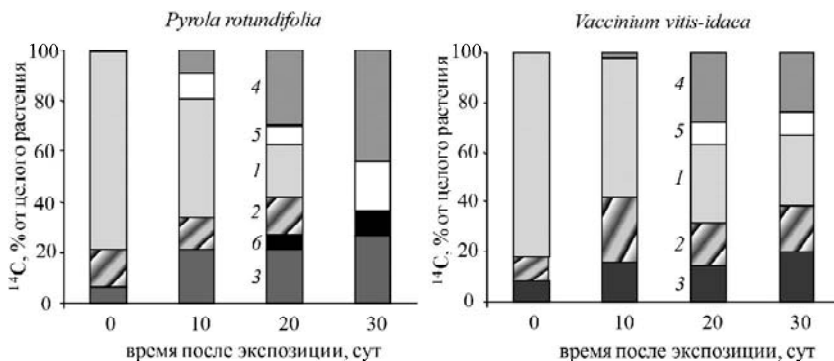 Pyrola rotundifolia
¹⁴C, % от целого растения
100
80
60
40
20
0
4
5
1
2
6
3
0 10 20 30
время после экспозиции, сут
Vaccinium vitis-idaea
¹⁴C, % от целого растения
100
80
60
40
20
0
4
5
1
2
3
0 10 20 30
время после экспозиции, сут